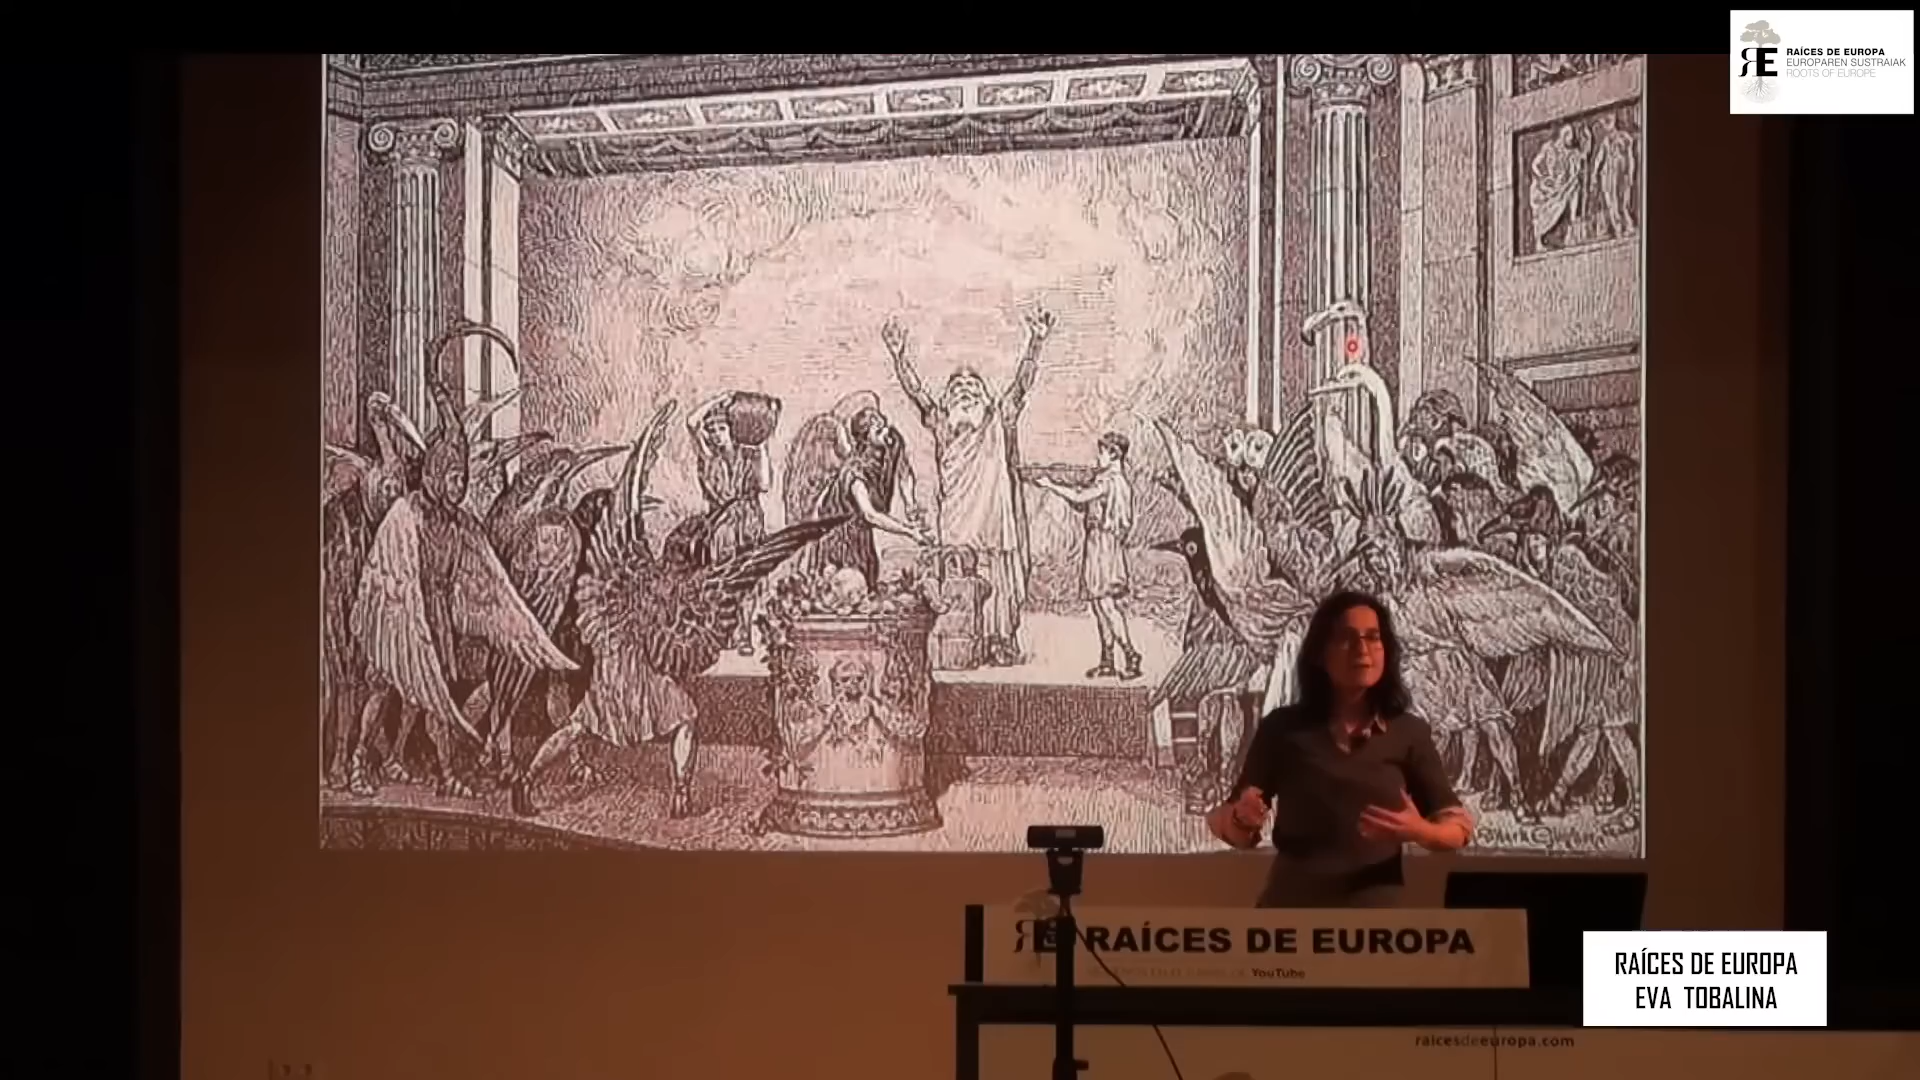 RAÍCES DE EUROPA
EUROPAREN SUSTRAIAK
ROOTS OF EUROPE
RAÍCES DE EUROPA
YouTube
RAÍCES DE EUROPA
EVA TOBALINA
raicesdeeuropa.com